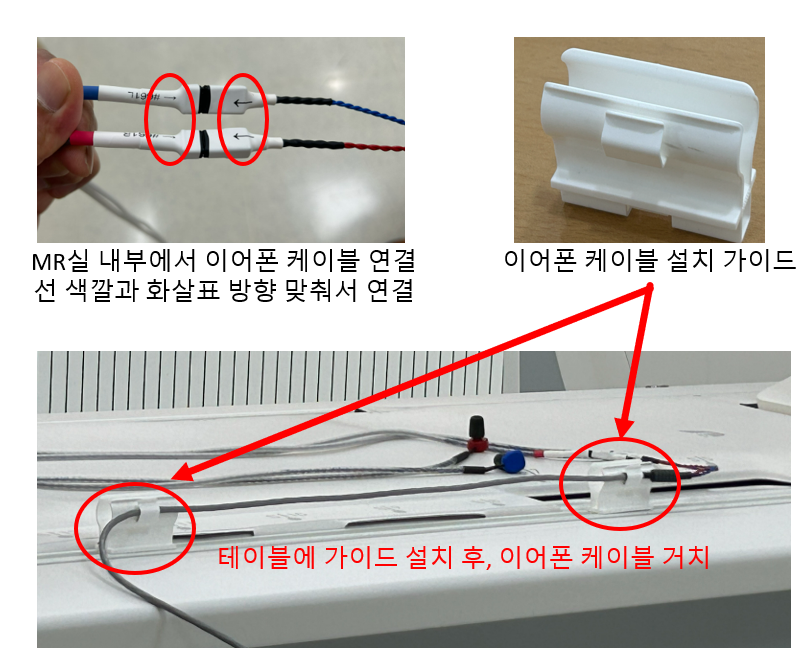 MR실 내부에서 이어폰 케이블 연결
선 색깔과 화살표 방향 맞춰서 연결
이어폰 케이블 설치 가이드
테이블에 가이드 설치 후, 이어폰 케이블 거치